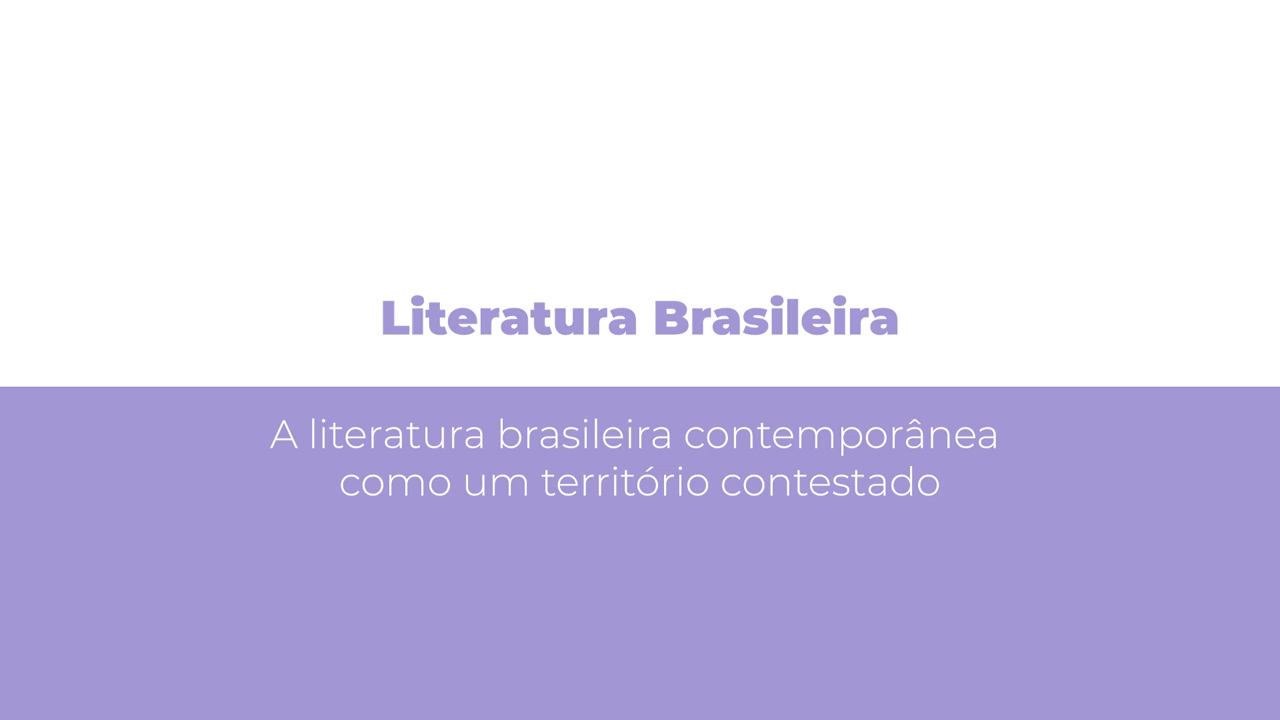 Literatura Brasileira
A literatura brasileira contemporânea
como um território contestado